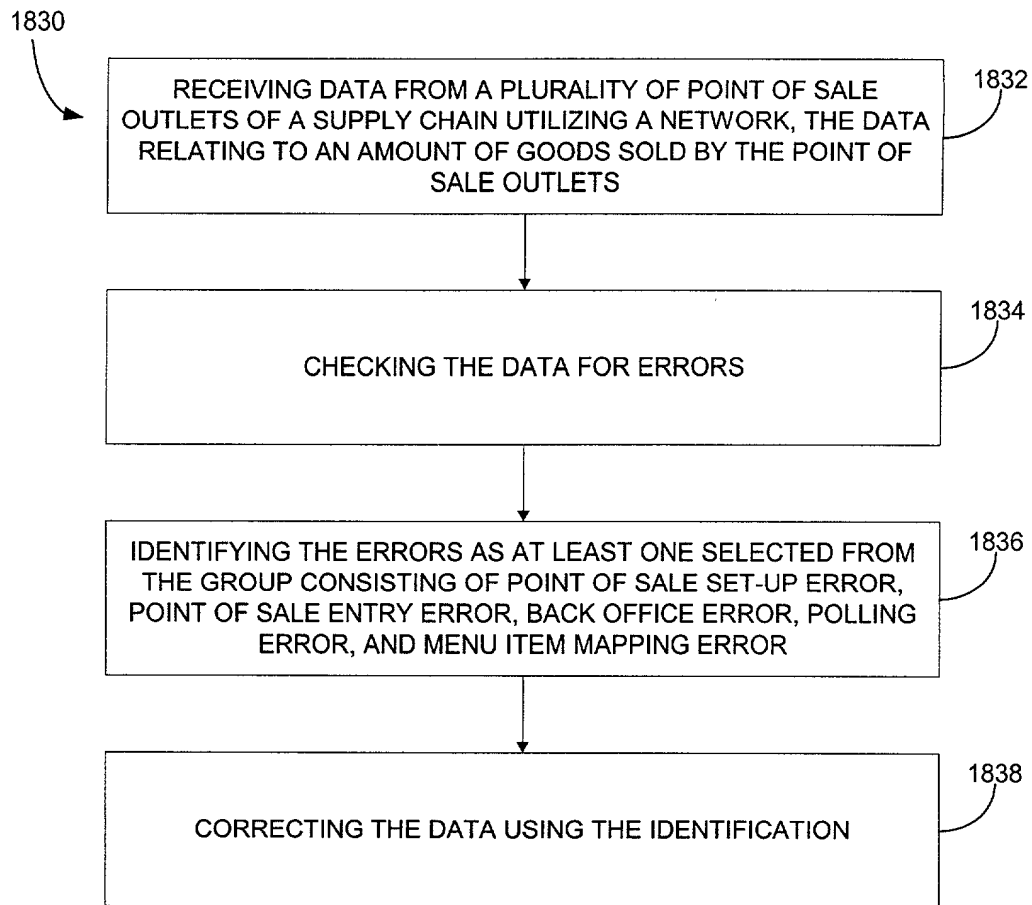 1830
1832
RECEIVING DATA FROM A PLURALITY OF POINT OF SALE
OUTLETS OF A SUPPLY CHAIN UTILIZING A NETWORK, THE DATA
RELATING TO AN AMOUNT OF GOODS SOLD BY THE POINT OF
SALE OUTLETS
1834
CHECKING THE DATA FOR ERRORS
1836
IDENTIFYING THE ERRORS AS AT LEAST ONE SELECTED FROM
THE GROUP CONSISTING OF POINT OF SALE SET-UP ERROR,
POINT OF SALE ENTRY ERROR, BACK OFFICE ERROR, POLLING
ERROR, AND MENU ITEM MAPPING ERROR
1838
CORRECTING THE DATA USING THE IDENTIFICATION